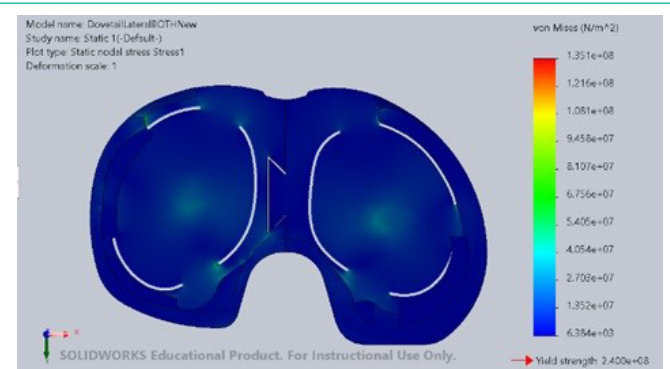 Model name: DovetailLateralBOTHNew
Study name: Static 1(-Default-)
Plot type: Static nodal stress Stress1
Deformation scale: 1
von Mises (N/m^2)
1.351e+08
1.216e+08
1.081e+08
9.458e+07
8.107e+07
6.756e+07
5.405e+07
4.054e+07
2.703e+07
1.352e+07
6.384e+03
Yield strength: 2.400e+08
x
SOLIDWORKS Educational Product. For Instructional Use Only.